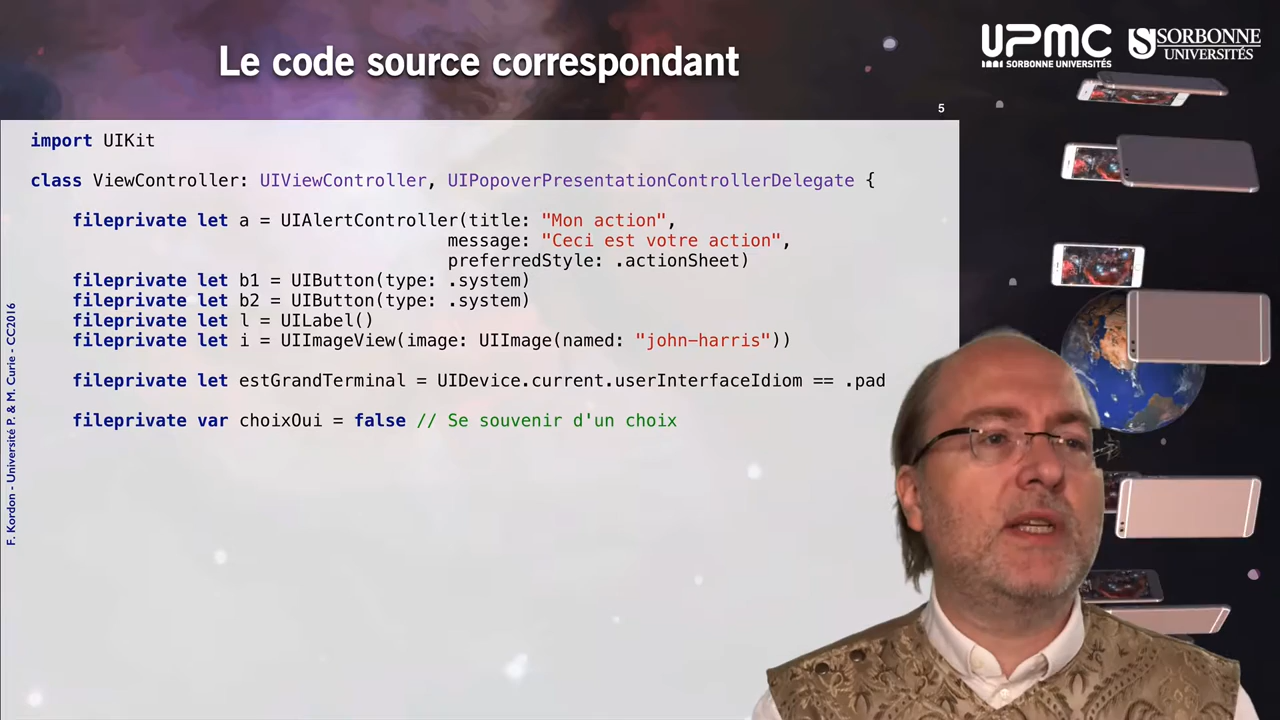 Le code source correspondant
UPMC
SORBONNE UNIVERSITÉS
SORBONNE
UNIVERSITÉS
5
import UIKit
class ViewController: UIViewController, UIPopoverPresentationControllerDelegate {
fileprivate let a = UIAlertController(title: "Mon action",
message: "Ceci est votre action",
preferredStyle: .actionSheet)
fileprivate let b1 = UIButton(type: .system)
fileprivate let b2 = UIButton(type: .system)
fileprivate let l = UILabel()
fileprivate let i = UIImageView(image: UIImage(named: "john-harris"))
fileprivate let estGrandTerminal = UIDevice.current.userInterfaceIdiom == .pad
fileprivate var choixOui = false // Se souvenir d'un choix
F. Kordon - Université P. & M. Curie - CC2016